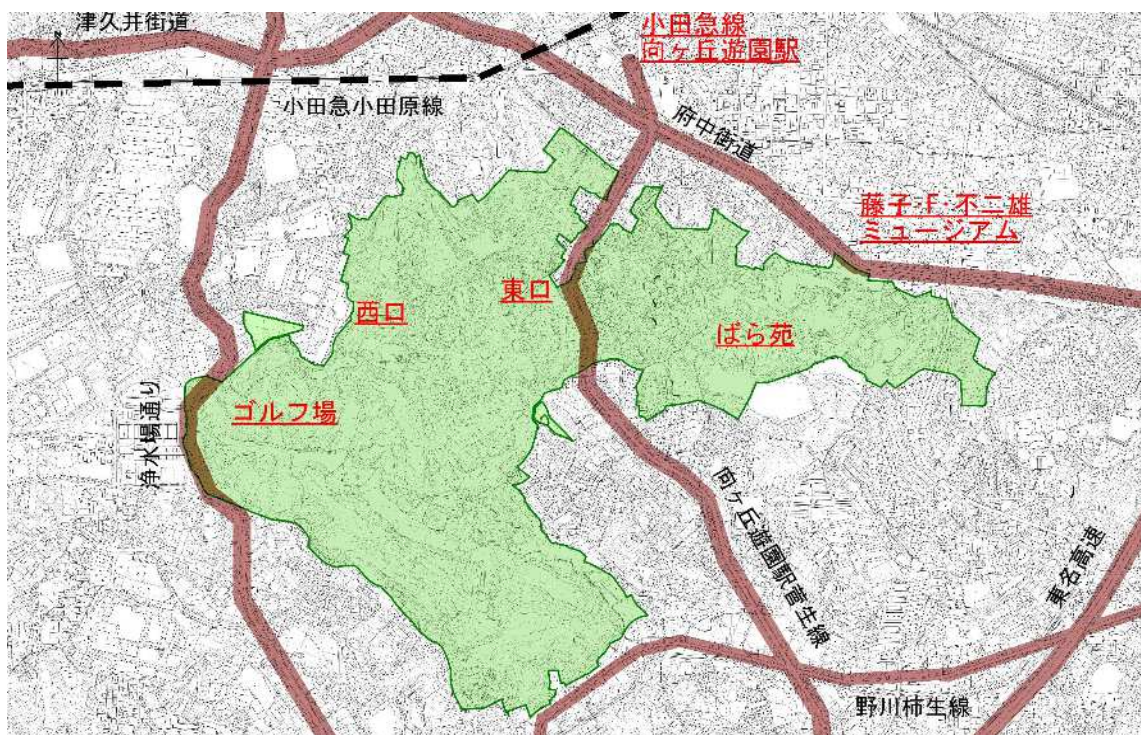 津久井街道
小田急線
向ヶ丘遊園駅
小田急小田原線
府中街道
藤子・F・不二雄
ミュージアム
東口
西口
ばら苑
ゴルフ場
浄水場通り
向ヶ丘遊園駅菅生線
東名高速
野川柿生線